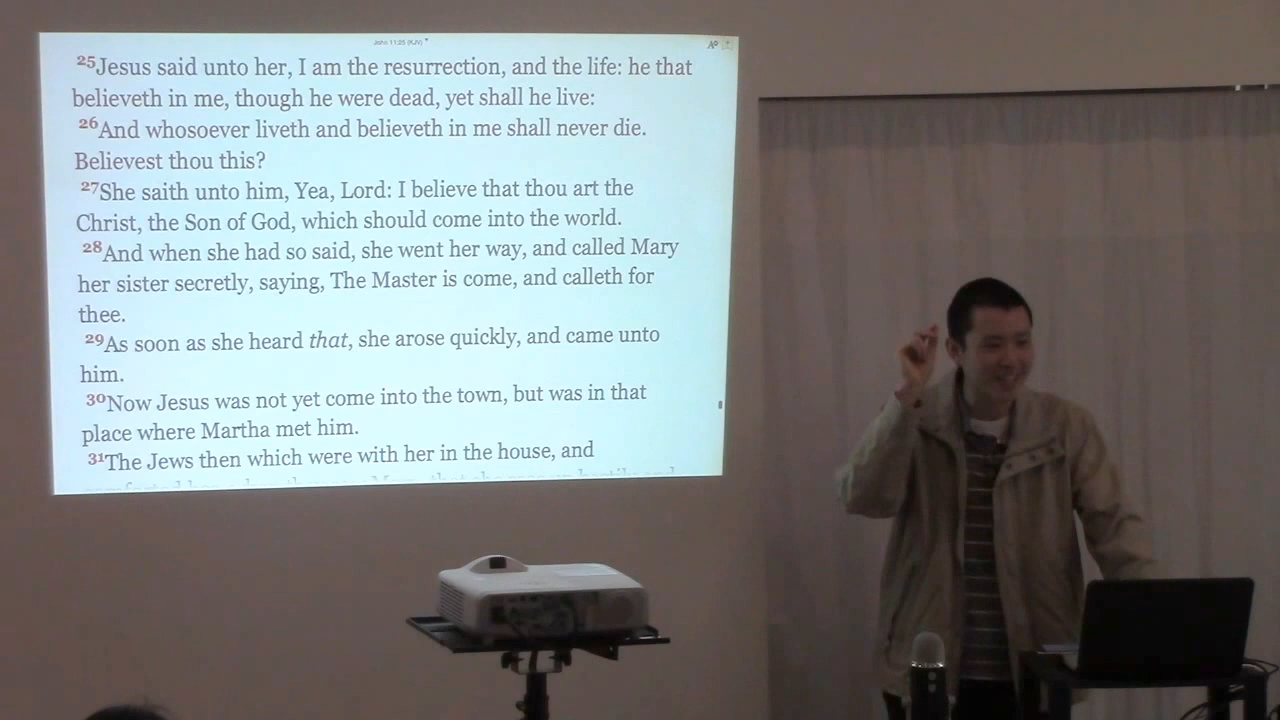 John 11:25 (KJV)
25Jesus said unto her, I am the resurrection, and the life: he that
believeth in me, though he were dead, yet shall he live:
26And whosoever liveth and believeth in me shall never die.
Believest thou this?
27She saith unto him, Yea, Lord: I believe that thou art the
Christ, the Son of God, which should come into the world.
28And when she had so said, she went her way, and called Mary
her sister secretly, saying, The Master is come, and calleth for
thee.
29As soon as she heard that, she arose quickly, and came unto
him.
30Now Jesus was not yet come into the town, but was in that
place where Martha met him.
31The Jews then which were with her in the house, and